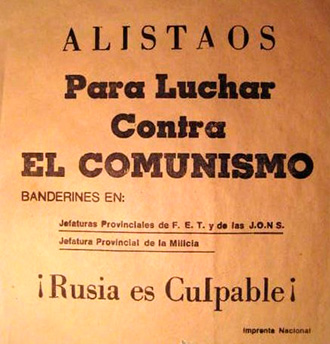 ALISTAOS
Para Luchar
Contra
EL COMUNISMO
BANDERINES EN:
Jefaturas Provinciales de F. E. T. y de las J.O N S.
Jefatura Provincial de la Milicia
¡Rusia es Culpable¡
Imprenta Nacional